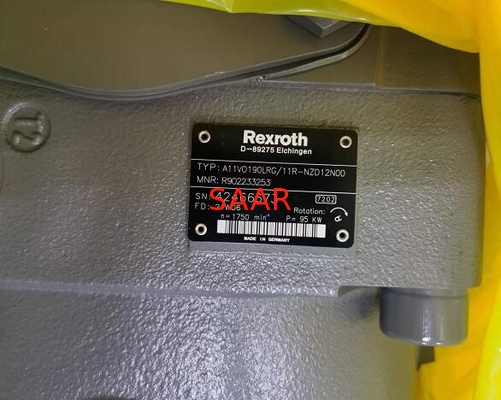 12
Rexroth
D-89275 Elchingen
TYP: A11VO190LRG/11R-NZD12N00
MNR: R902233253
SN:
7202
SAAR
FD:
Rotation:
n= 1750 min⁻¹ P= 95 KW
MADE IN GERMANY